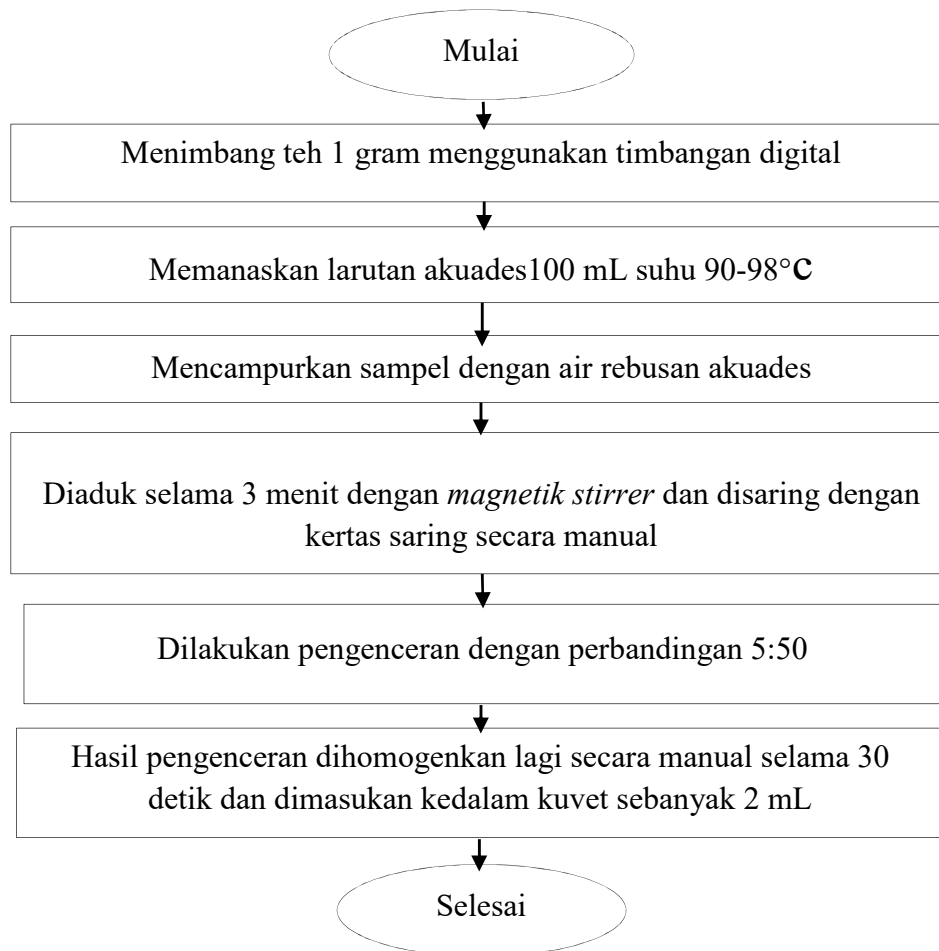 Mulai
Menimbang teh 1 gram menggunakan timbangan digital
Memanaskan larutan akuades100 mL suhu 90-98°C
Mencampurkan sampel dengan air rebusan akuades
Diaduk selama 3 menit dengan magnetik stirrer dan disaring dengan
kertas saring secara manual
Dilakukan pengenceran dengan perbandingan 5:50
Hasil pengenceran dihomogenkan lagi secara manual selama 30
detik dan dimasukan kedalam kuvet sebanyak 2 mL
Selesai